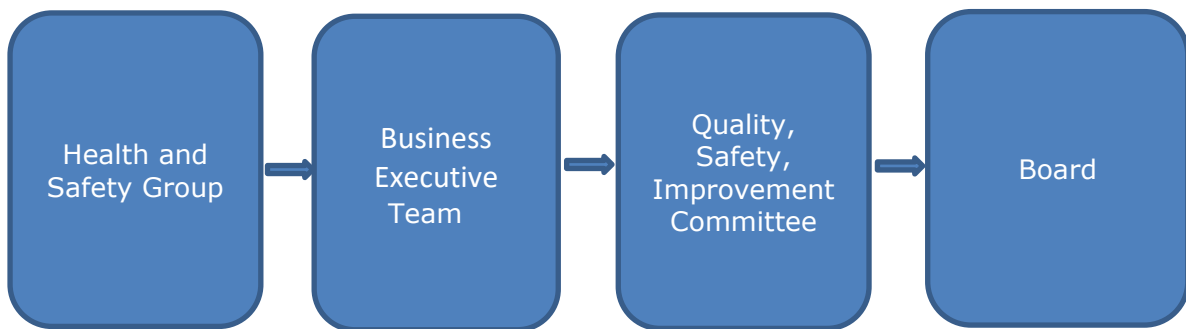 Health and
Safety Group
Business
Executive
Team
Quality,
Safety,
Improvement
Committee
Board